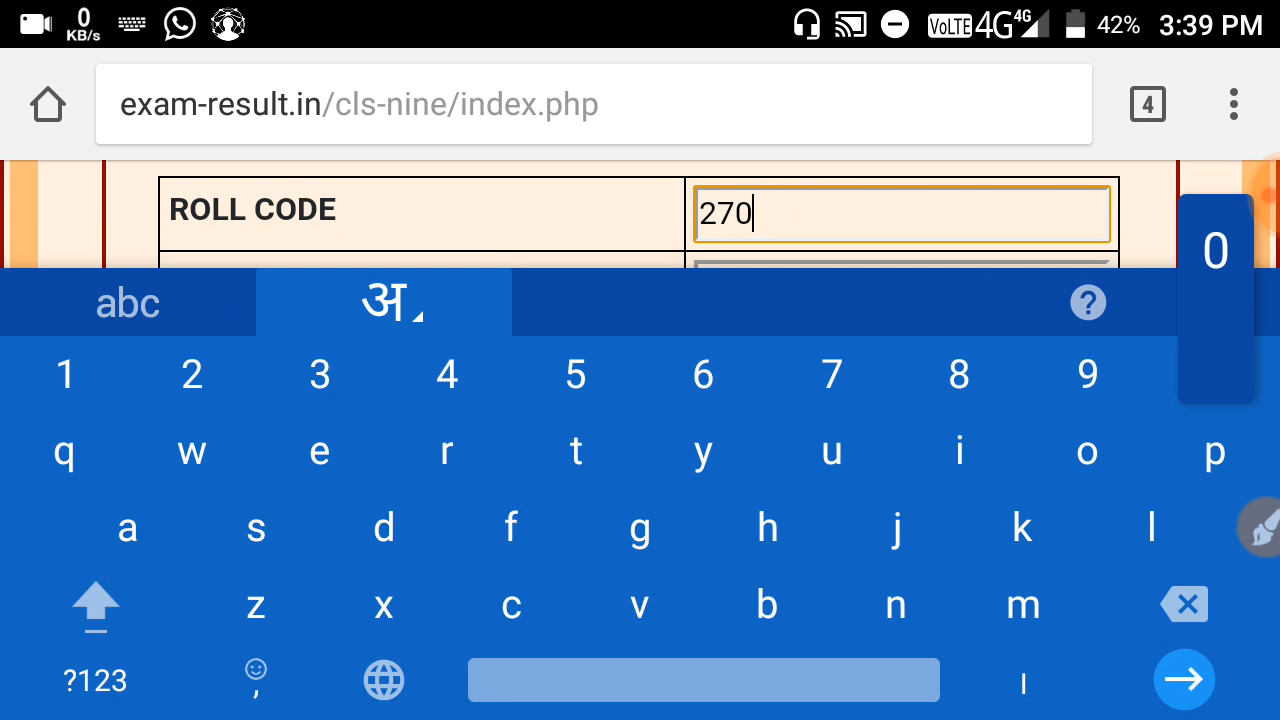 0 KB/s VoLTE 4G 4G 42% 3:39 PM
exam-result.in/cls-nine/index.php 4
ROLL CODE 270
0
abc अ ?
1 2 3 4 5 6 7 8 9
q w e r t y u i o p
a s d f g h j k l
z x c v b n m
?123 , ।